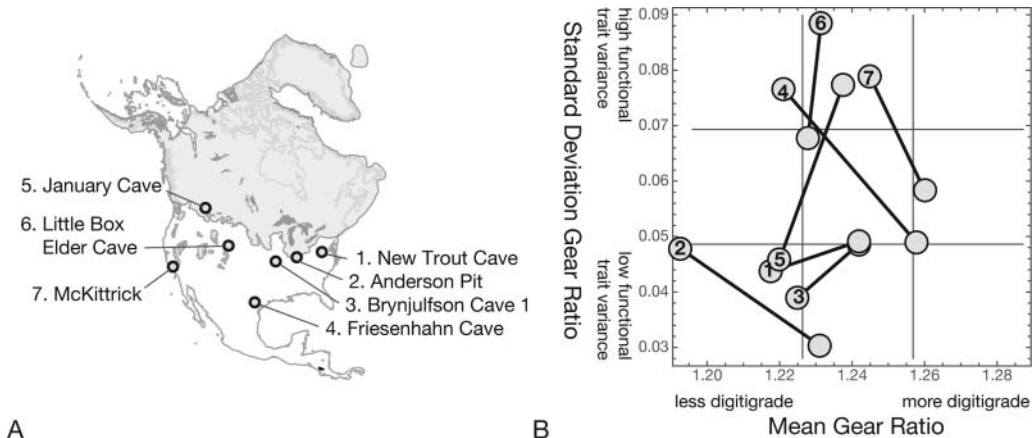 A
5. January Cave
6. Little Box
Elder Cave
7. McKittrick
1. New Trout Cave
2. Anderson Pit
3. Brynjulfson Cave 1
4. Friesenhahn Cave
B
Standard Deviation Gear Ratio
high functional
trait variance
low functional
trait variance
0.09
0.08
0.07
0.06
0.05
0.04
0.03
6
4
7
2
5
1
3
1.20
1.22
1.24
1.26
1.28
less digitigrade
more digitigrade
Mean Gear Ratio